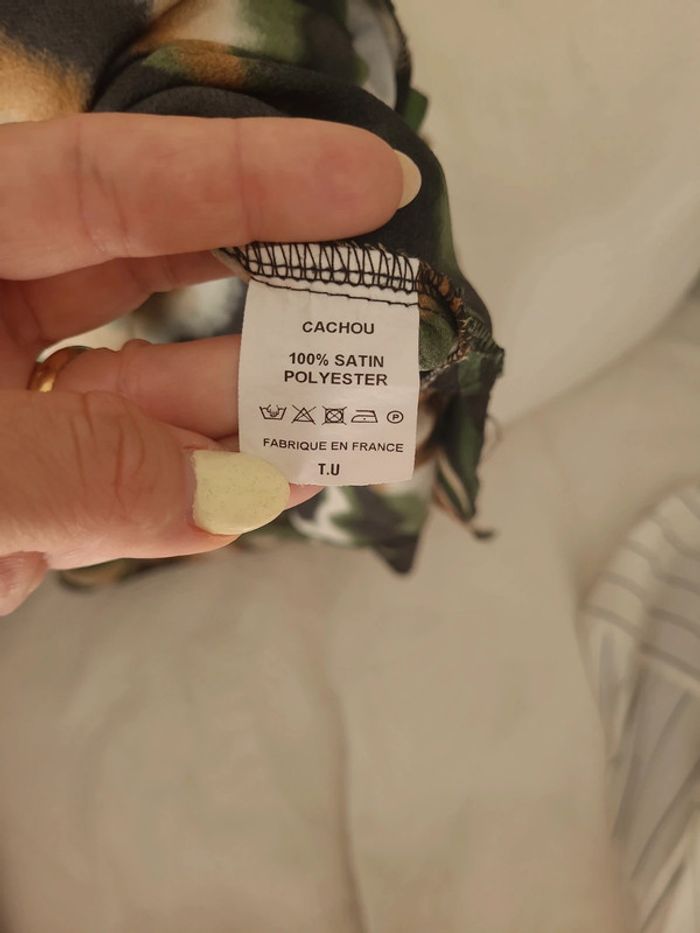 CACHOU
100% SATIN
POLYESTER
P
FABRIQUE EN FRANCE
T.U